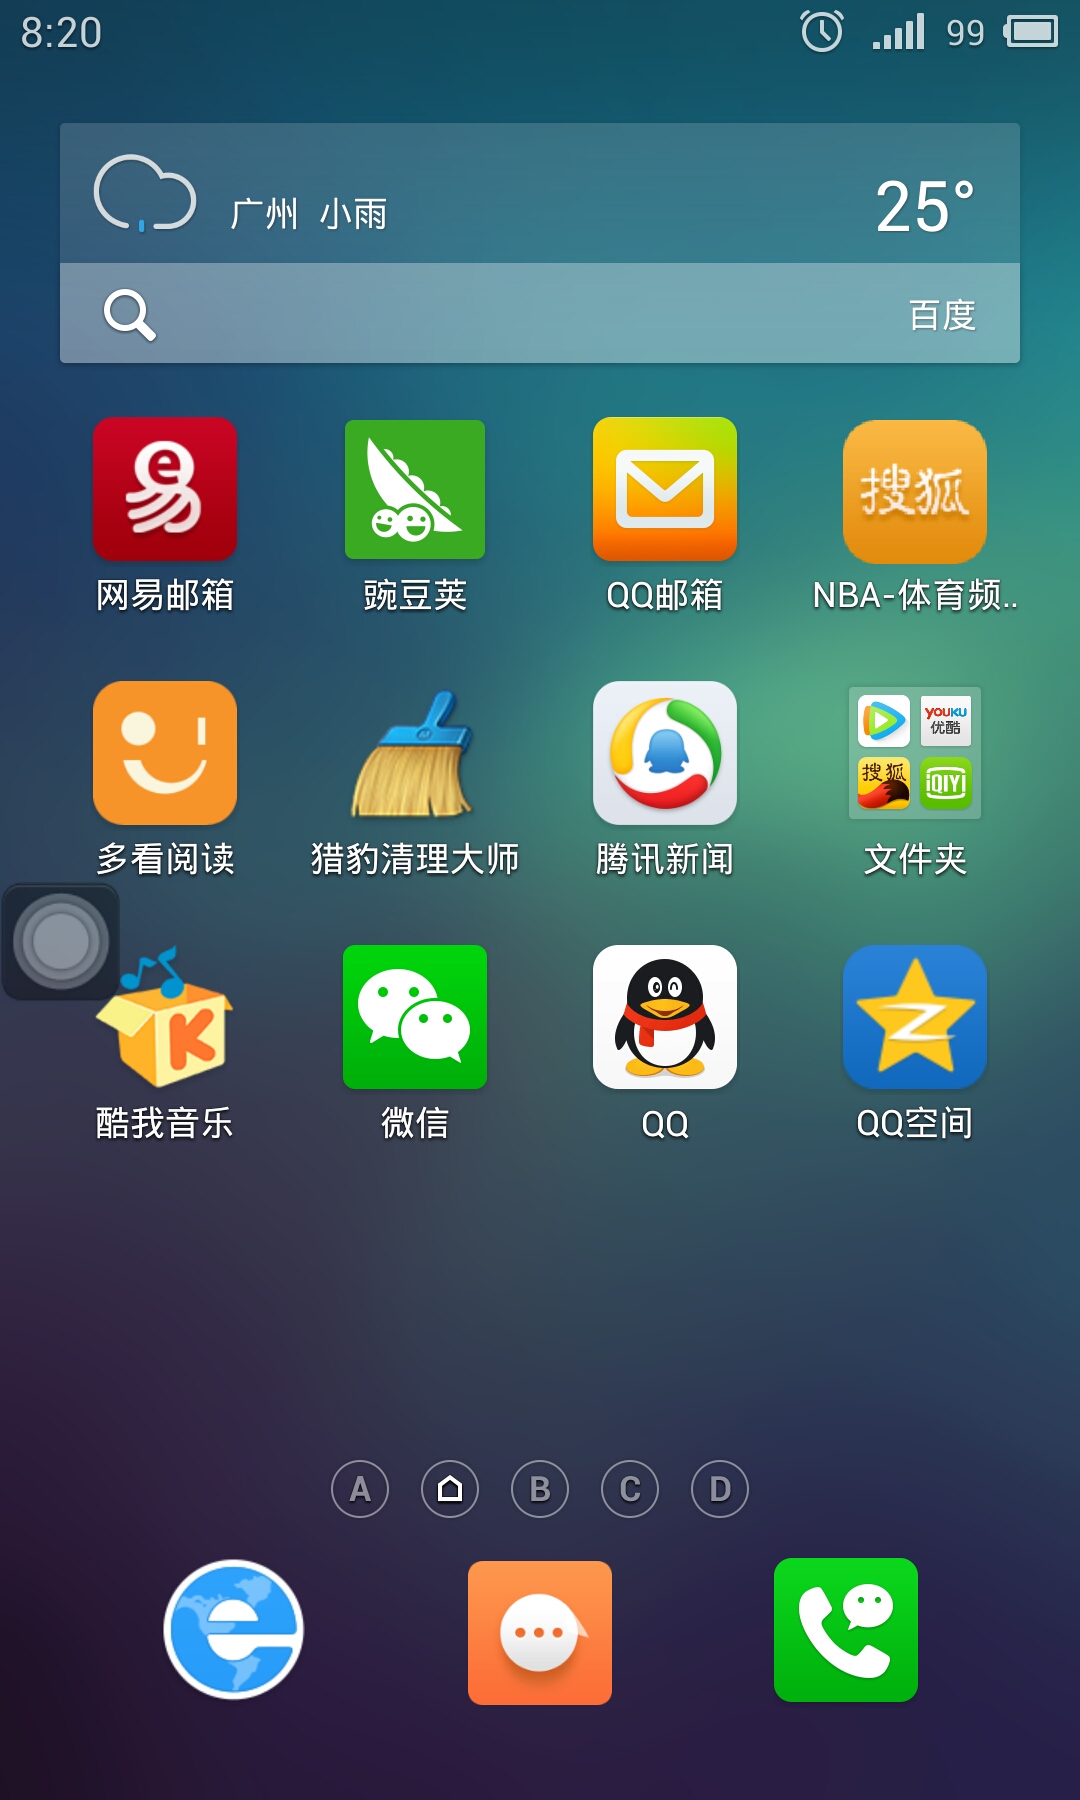 8:20 99
广州 小雨 25°
百度
易
搜狐
网易邮箱 豌豆荚 QQ邮箱 NBA-体育频..
YOUKU
优酷
搜狐
iQIYI
多看阅读 猎豹清理大师 腾讯新闻 文件夹
K
酷我音乐 微信 QQ QQ空间
A B C D